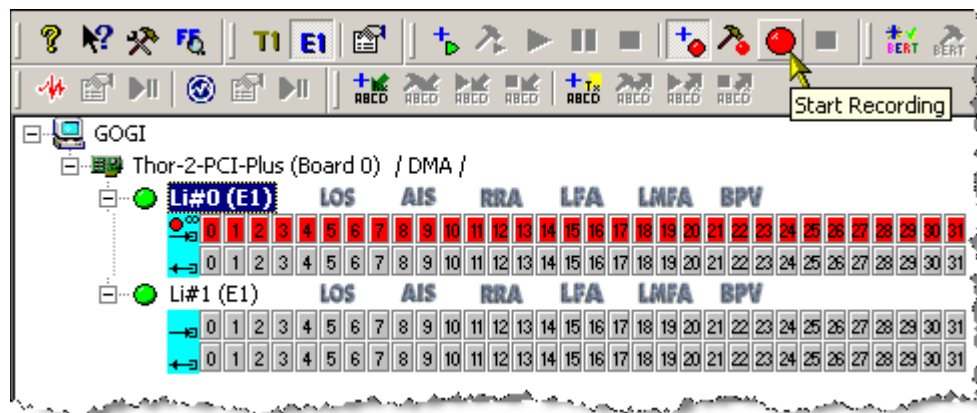 ? ? FQ T1 E1 BERT BERT
ABCD ABCD ABCD ABCD Tx ABCD ABCD ABCD ABCD
Start Recording
GOGI
Thor-2-PCI-Plus (Board 0) / DMA /
Li#0 (E1) LOS AIS RRA LFA LMFA BPV
0 1 2 3 4 5 6 7 8 9 10 11 12 13 14 15 16 17 18 19 20 21 22 23 24 25 26 27 28 29 30 31
0 1 2 3 4 5 6 7 8 9 10 11 12 13 14 15 16 17 18 19 20 21 22 23 24 25 26 27 28 29 30 31
Li#1 (E1) LOS AIS RRA LFA LMFA BPV
0 1 2 3 4 5 6 7 8 9 10 11 12 13 14 15 16 17 18 19 20 21 22 23 24 25 26 27 28 29 30 31
0 1 2 3 4 5 6 7 8 9 10 11 12 13 14 15 16 17 18 19 20 21 22 23 24 25 26 27 28 29 30 31